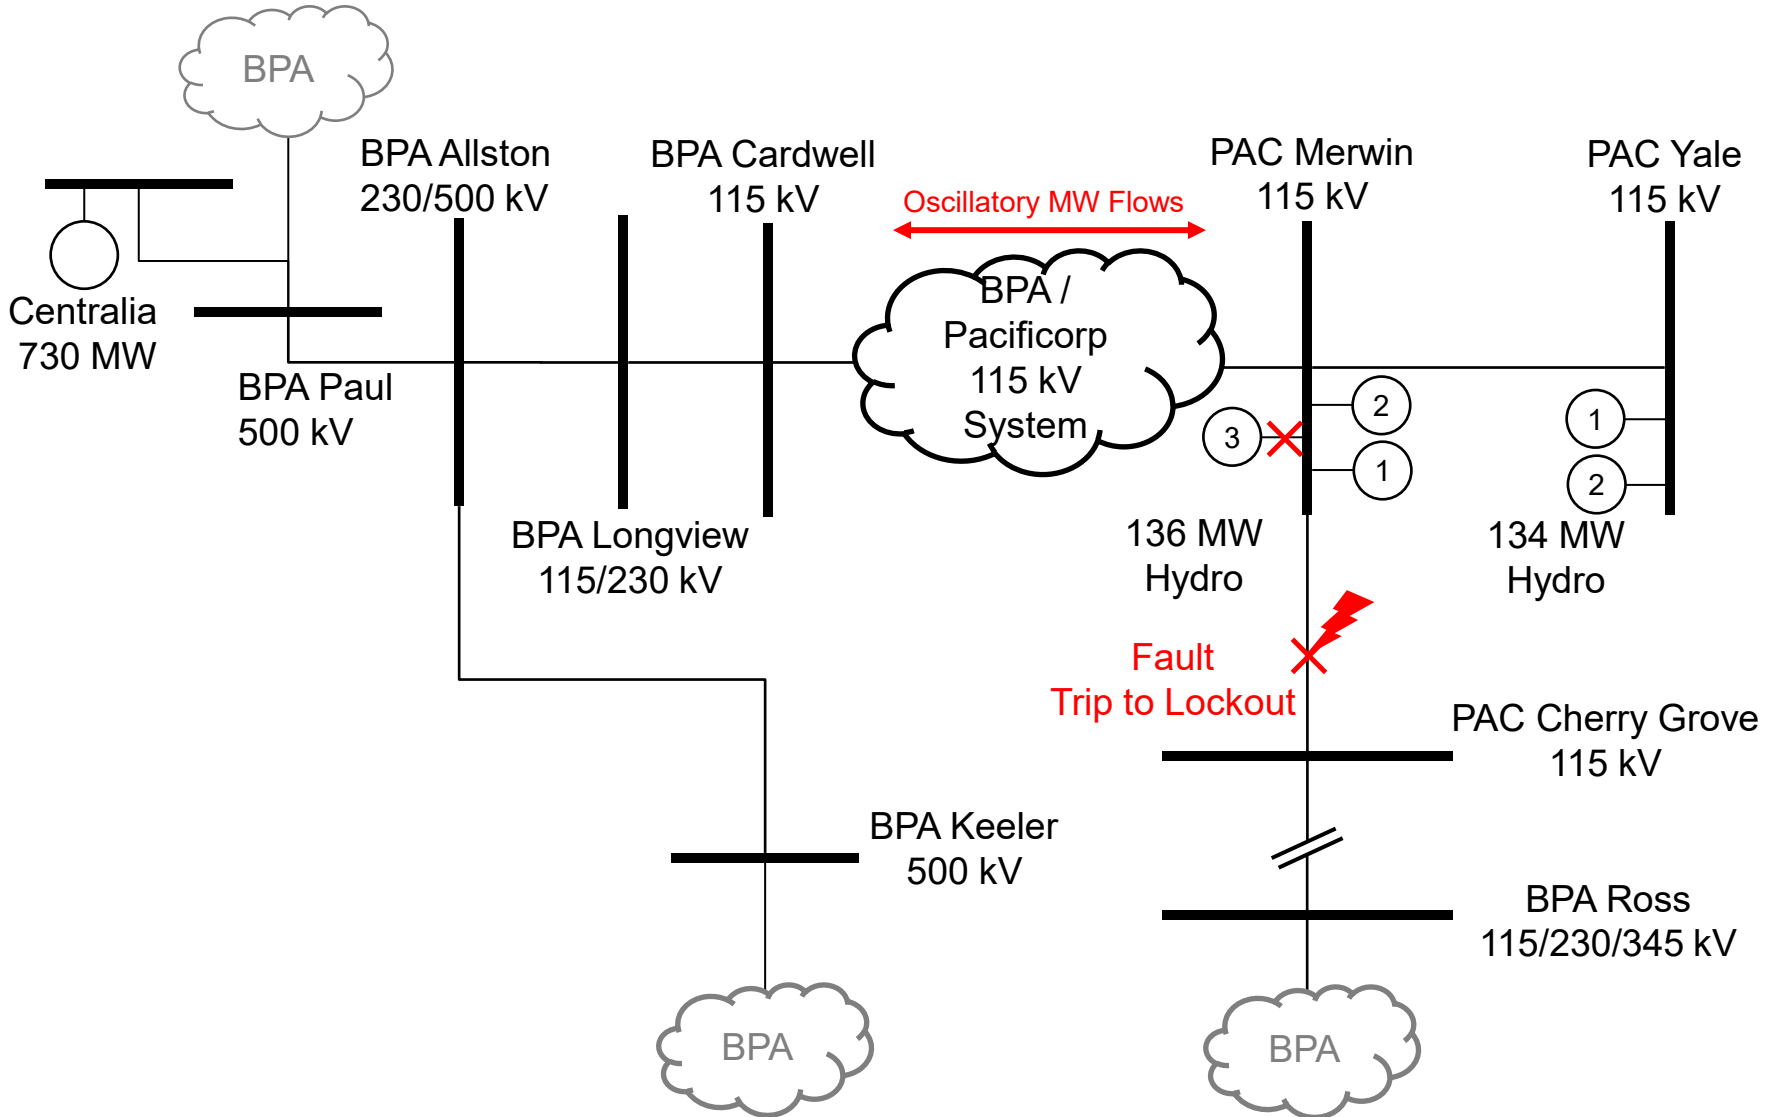 BPA
BPA Allston
230/500 kV
BPA Cardwell
115 kV
PAC Merwin
115 kV
PAC Yale
115 kV
Oscillatory MW Flows
Centralia
730 MW
BPA Paul
500 kV
BPA /
Pacificorp
115 kV
System
2
3
1
1
2
BPA Longview
115/230 kV
136 MW
Hydro
134 MW
Hydro
Fault
Trip to Lockout
PAC Cherry Grove
115 kV
BPA Keeler
500 kV
BPA Ross
115/230/345 kV
BPA
BPA